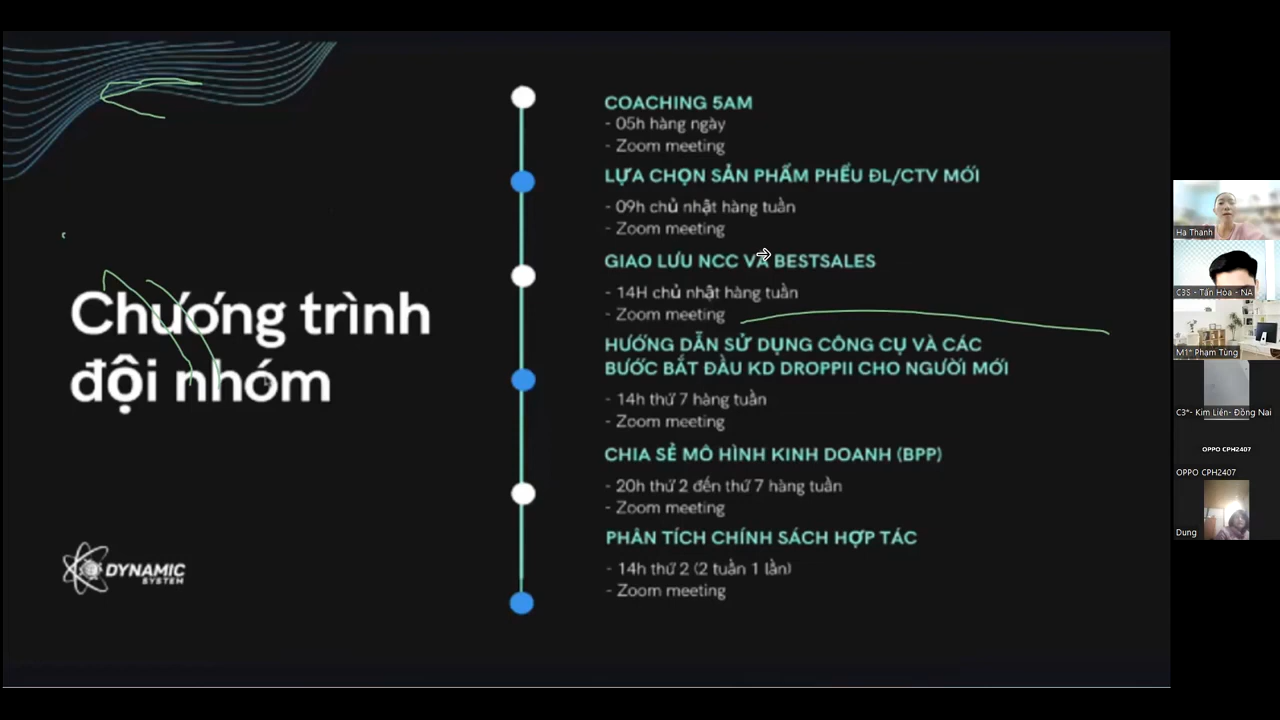 Chương trình
đội nhóm
DYNAMIC
SYSTEM
COACHING 5AM
- 05h hàng ngày
- Zoom meeting
LỰA CHỌN SẢN PHẨM PHỄU ĐL/CTV MỚI
- 09h chủ nhật hàng tuần
- Zoom meeting
GIAO LƯU NCC VÀ BESTSALES
- 14H chủ nhật hàng tuần
- Zoom meeting
HƯỚNG DẪN SỬ DỤNG CÔNG CỤ VÀ CÁC
BƯỚC BẮT ĐẦU KD DROPPII CHO NGƯỜI MỚI
- 14h thứ 7 hàng tuần
- Zoom meeting
CHIA SẺ MÔ HÌNH KINH DOANH (BPP)
- 20h thứ 2 đến thứ 7 hàng tuần
- Zoom meeting
PHÂN TÍCH CHÍNH SÁCH HỢP TÁC
- 14h thứ 2 (2 tuần 1 lần)
- Zoom meeting
Ha Thanh
C3S - Tấn Hòa - NA
M1* Phạm Tùng
C3*- Kim Liên- Đồng Nai
OPPO CPH2407
OPPO CPH2407
Dung